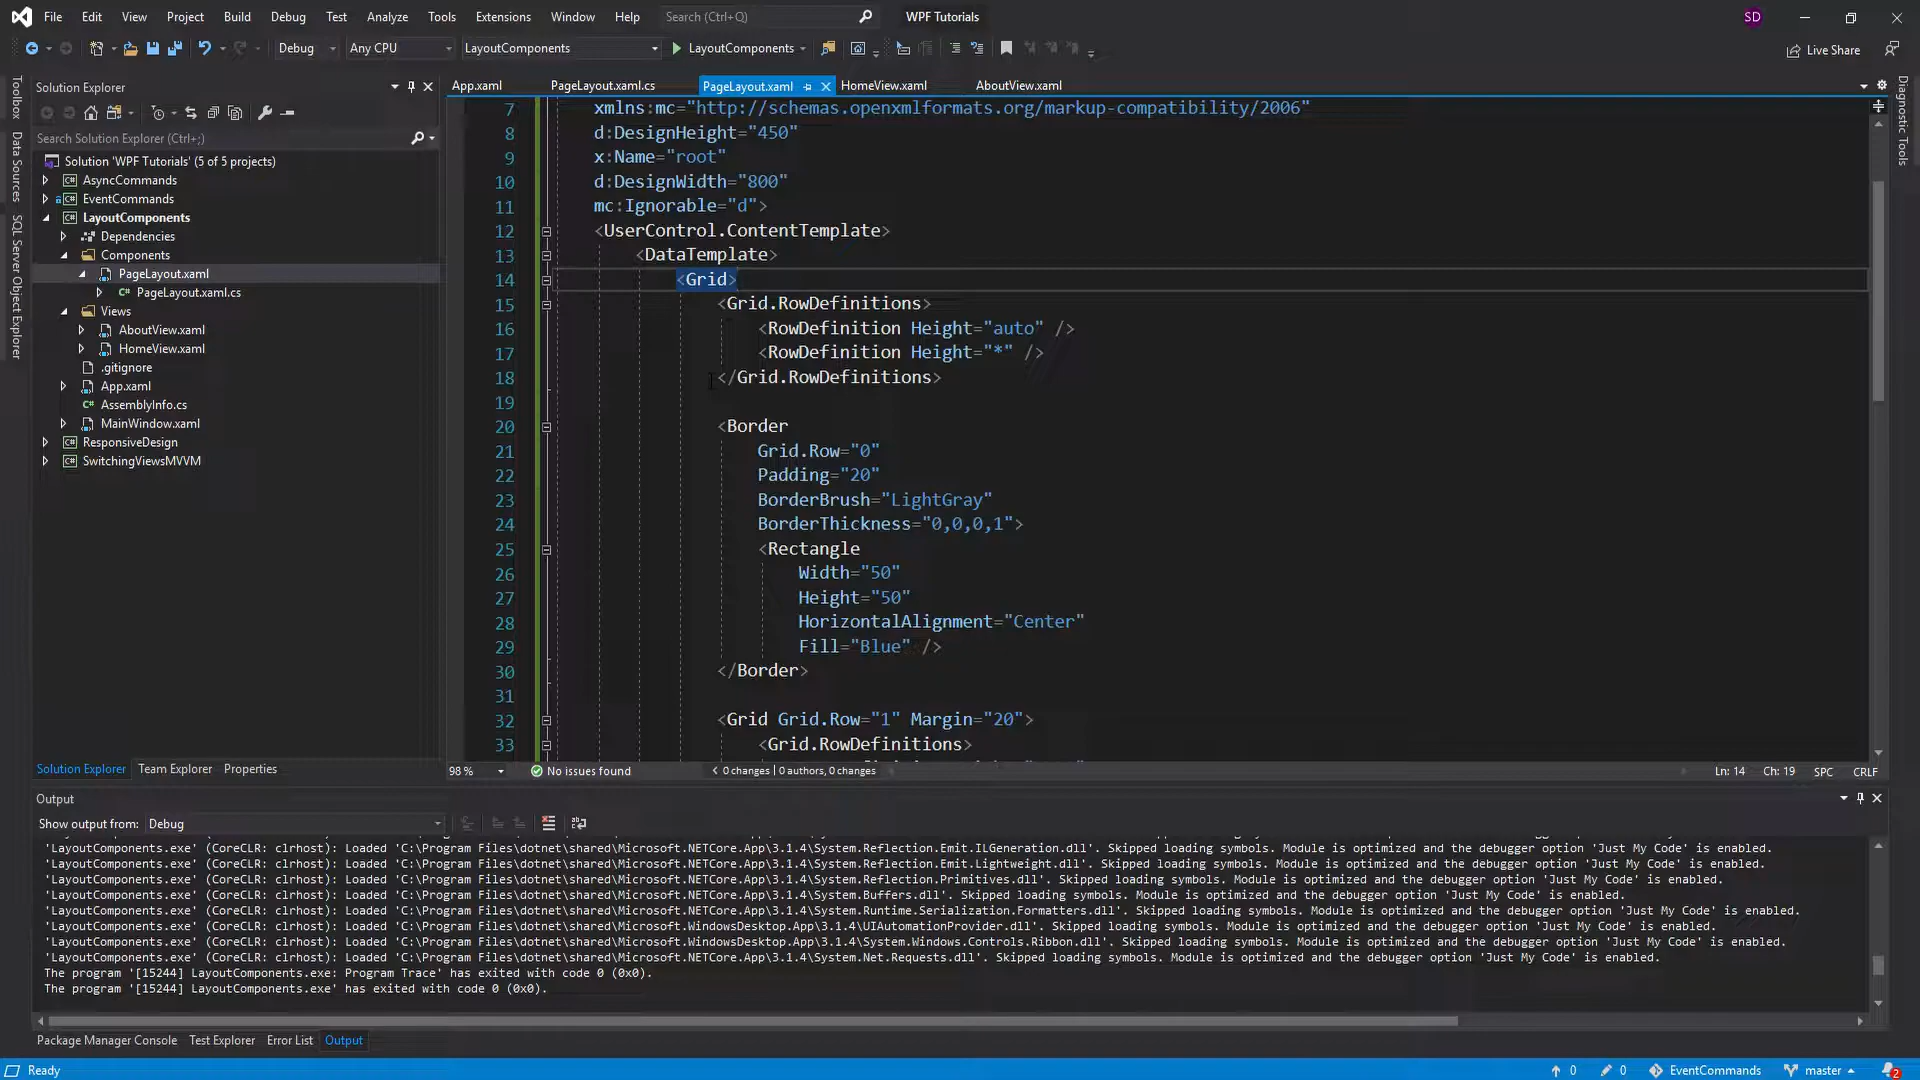 File Edit View Project Build Debug Test Analyze Tools Extensions Window Help Search (Ctrl+Q) WPF Tutorials SD
Debug Any CPU LayoutComponents LayoutComponents Live Share
Solution Explorer
App.xaml PageLayout.xaml.cs PageLayout.xaml HomeView.xaml AboutView.xaml
Toolbox
Data Sources
SQL Server Object Explorer
Diagnostic Tools
Search Solution Explorer (Ctrl+;)
Solution 'WPF Tutorials' (5 of 5 projects)
AsyncCommands
EventCommands
LayoutComponents
Dependencies
Components
PageLayout.xaml
PageLayout.xaml.cs
Views
AboutView.xaml
HomeView.xaml
.gitignore
App.xaml
AssemblyInfo.cs
MainWindow.xaml
ResponsiveDesign
SwitchingViewsMVVM
7 xmlns:mc="http://schemas.openxmlformats.org/markup-compatibility/2006"
8 d:DesignHeight="450"
9 x:Name="root"
10 d:DesignWidth="800"
11 mc:Ignorable="d">
12 <UserControl.ContentTemplate>
13 <DataTemplate>
14 <Grid>
15 <Grid.RowDefinitions>
16 <RowDefinition Height="auto" />
17 <RowDefinition Height="*" />
18 </Grid.RowDefinitions>
19
20 <Border
21 Grid.Row="0"
22 Padding="20"
23 BorderBrush="LightGray"
24 BorderThickness="0,0,0,1">
25 <Rectangle
26 Width="50"
27 Height="50"
28 HorizontalAlignment="Center"
29 Fill="Blue" />
30 </Border>
31
32 <Grid Grid.Row="1" Margin="20">
33 <Grid.RowDefinitions>
Solution Explorer Team Explorer Properties
98 % No issues found 0 changes | 0 authors, 0 changes Ln: 14 Ch: 19 SPC CRLF
Output
Show output from: Debug
'LayoutComponents.exe' (CoreCLR: clrhost): Loaded 'C:\Program Files\dotnet\shared\Microsoft.NETCore.App\3.1.4\System.Reflection.Emit.ILGeneration.dll'. Skipped loading symbols. Module is optimized and the debugger option 'Just My Code' is enabled.
'LayoutComponents.exe' (CoreCLR: clrhost): Loaded 'C:\Program Files\dotnet\shared\Microsoft.NETCore.App\3.1.4\System.Reflection.Emit.Lightweight.dll'. Skipped loading symbols. Module is optimized and the debugger option 'Just My Code' is enabled.
'LayoutComponents.exe' (CoreCLR: clrhost): Loaded 'C:\Program Files\dotnet\shared\Microsoft.NETCore.App\3.1.4\System.Reflection.Primitives.dll'. Skipped loading symbols. Module is optimized and the debugger option 'Just My Code' is enabled.
'LayoutComponents.exe' (CoreCLR: clrhost): Loaded 'C:\Program Files\dotnet\shared\Microsoft.NETCore.App\3.1.4\System.Buffers.dll'. Skipped loading symbols. Module is optimized and the debugger option 'Just My Code' is enabled.
'LayoutComponents.exe' (CoreCLR: clrhost): Loaded 'C:\Program Files\dotnet\shared\Microsoft.NETCore.App\3.1.4\System.Runtime.Serialization.Formatters.dll'. Skipped loading symbols. Module is optimized and the debugger option 'Just My Code' is enabled.
'LayoutComponents.exe' (CoreCLR: clrhost): Loaded 'C:\Program Files\dotnet\shared\Microsoft.WindowsDesktop.App\3.1.4\UIAutomationProvider.dll'. Skipped loading symbols. Module is optimized and the debugger option 'Just My Code' is enabled.
'LayoutComponents.exe' (CoreCLR: clrhost): Loaded 'C:\Program Files\dotnet\shared\Microsoft.WindowsDesktop.App\3.1.4\System.Windows.Controls.Ribbon.dll'. Skipped loading symbols. Module is optimized and the debugger option 'Just My Code' is enabled.
'LayoutComponents.exe' (CoreCLR: clrhost): Loaded 'C:\Program Files\dotnet\shared\Microsoft.NETCore.App\3.1.4\System.Net.Requests.dll'. Skipped loading symbols. Module is optimized and the debugger option 'Just My Code' is enabled.
The program '[15244] LayoutComponents.exe: Program Trace' has exited with code 0 (0x0).
The program '[15244] LayoutComponents.exe' has exited with code 0 (0x0).
Package Manager Console Test Explorer Error List Output
Ready 0 0 EventCommands master 2